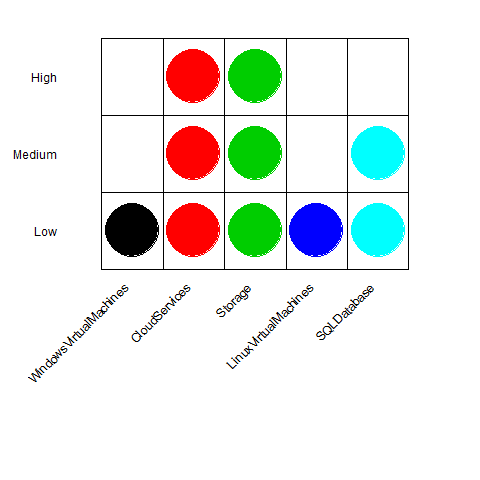 High
Medium
Low
WindowsVirtualMachines
CloudServices
Storage
LinuxVirtualMachines
SQLDatabase